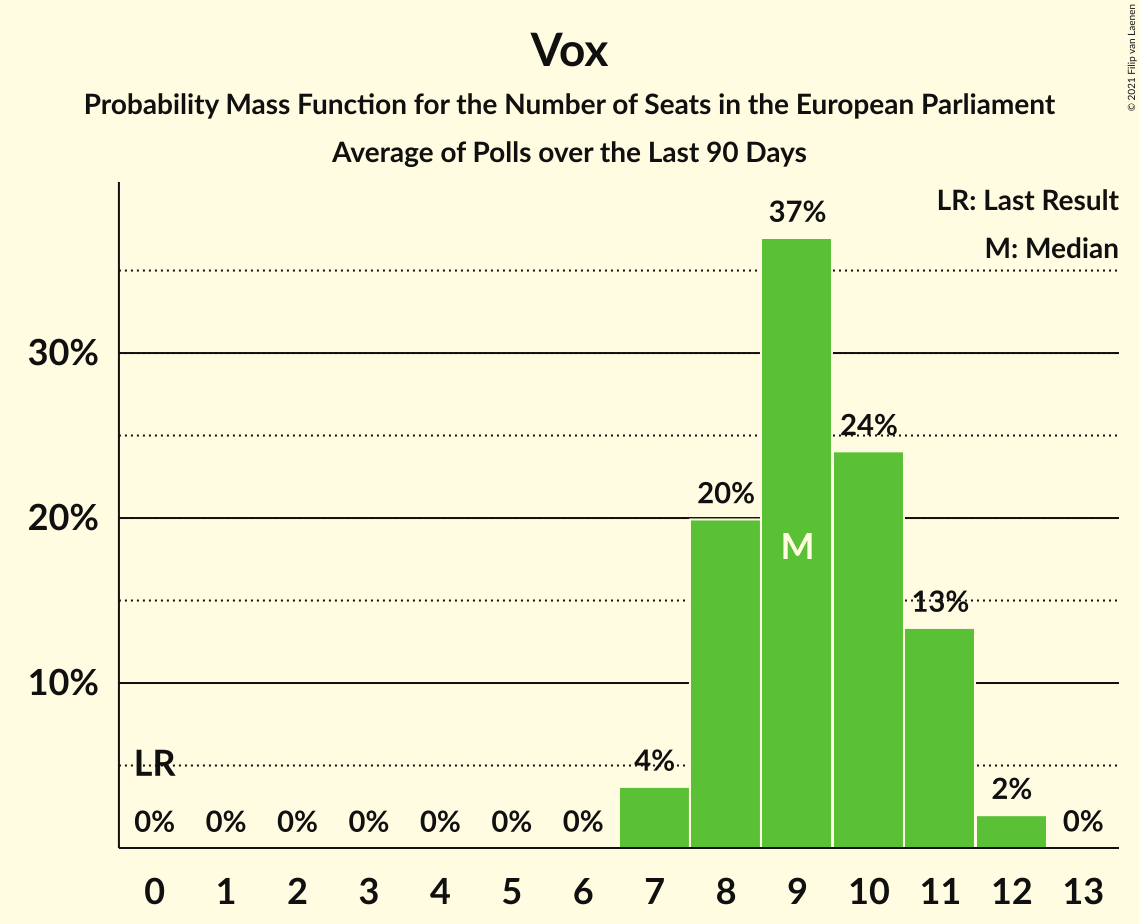 Vox
Probability Mass Function for the Number of Seats in the European Parliament
Average of Polls over the Last 90 Days
© 2021 Filip van Laenen
LR: Last Result
M: Median
37%
30%
24%
20%
20%
M
13%
10%
LR
4%
2%
0% 0% 0% 0% 0% 0% 0% 0%
0 1 2 3 4 5 6 7 8 9 10 11 12 13